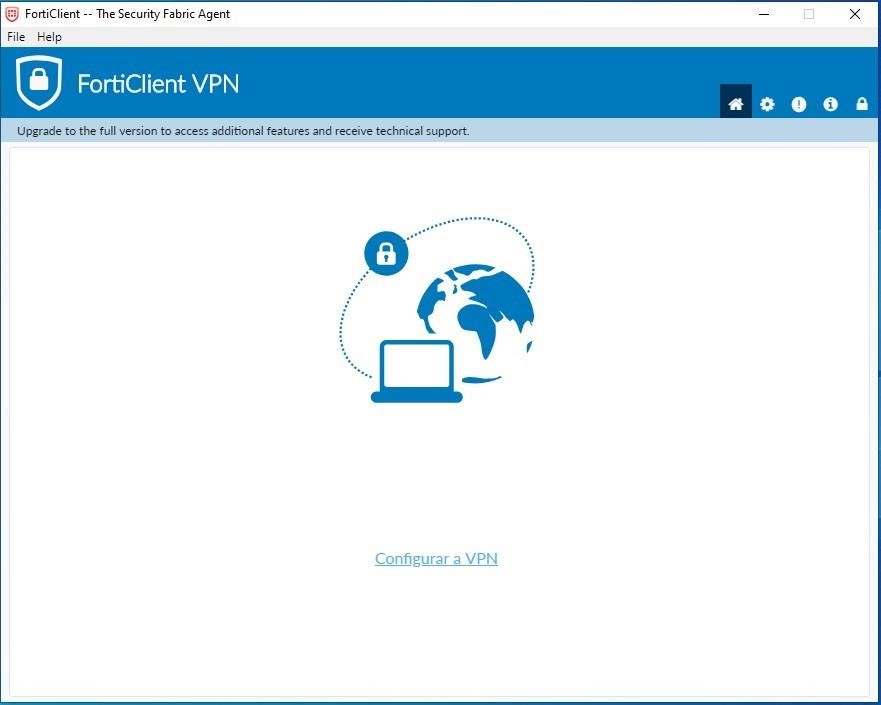 FortiClient -- The Security Fabric Agent
File Help
FortiClient VPN
Upgrade to the full version to access additional features and receive technical support.
Configurar a VPN